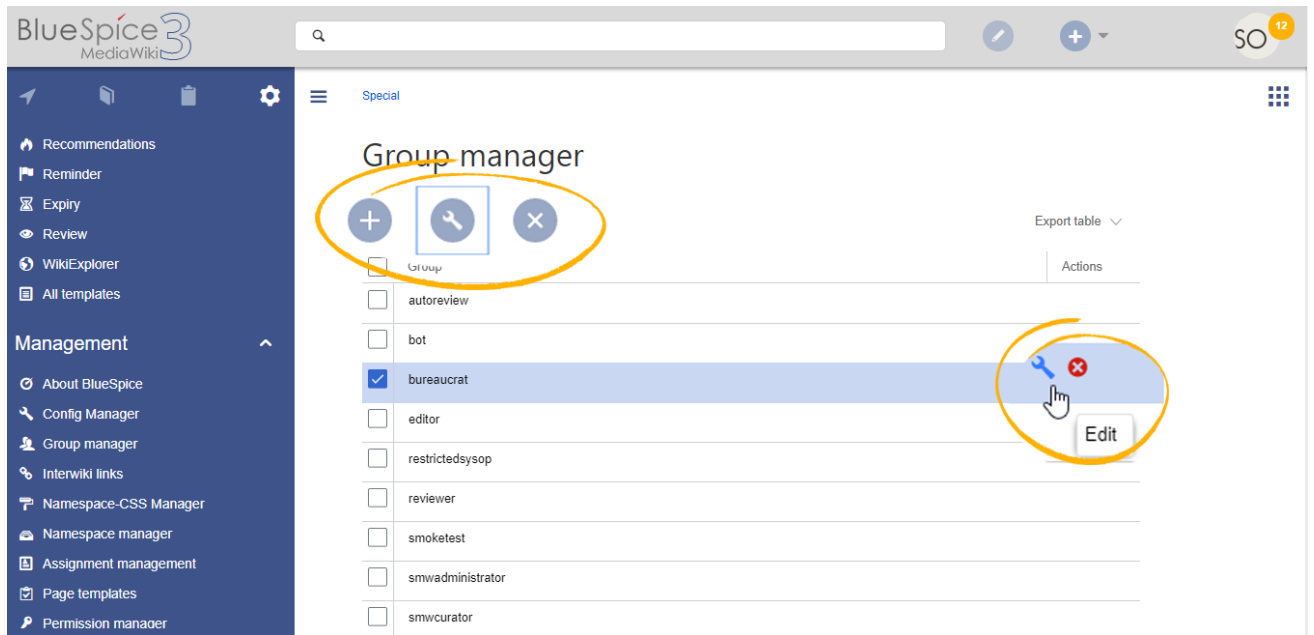 BlueSpice 3
MediaWiki
SO
12
Special
Recommendations
Reminder
Expiry
Review
WikiExplorer
All templates
Management
About BlueSpice
Config Manager
Group manager
Interwiki links
Namespace-CSS Manager
Namespace manager
Assignment management
Page templates
Permission manager
Group manager
Export table
Group
Actions
autoreview
bot
bureaucrat
Edit
editor
restrictedsysop
reviewer
smoketest
smwadministrator
smwcurator